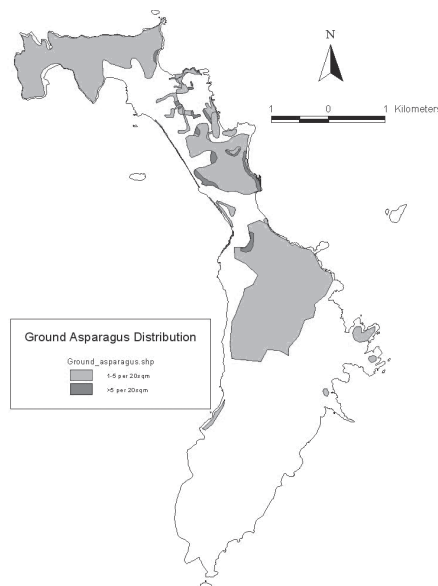 N
1 0 1 Kilometers
Ground Asparagus Distribution
Ground_asparagus.shp
1-5 per 20sqm
>5 per 20sqm